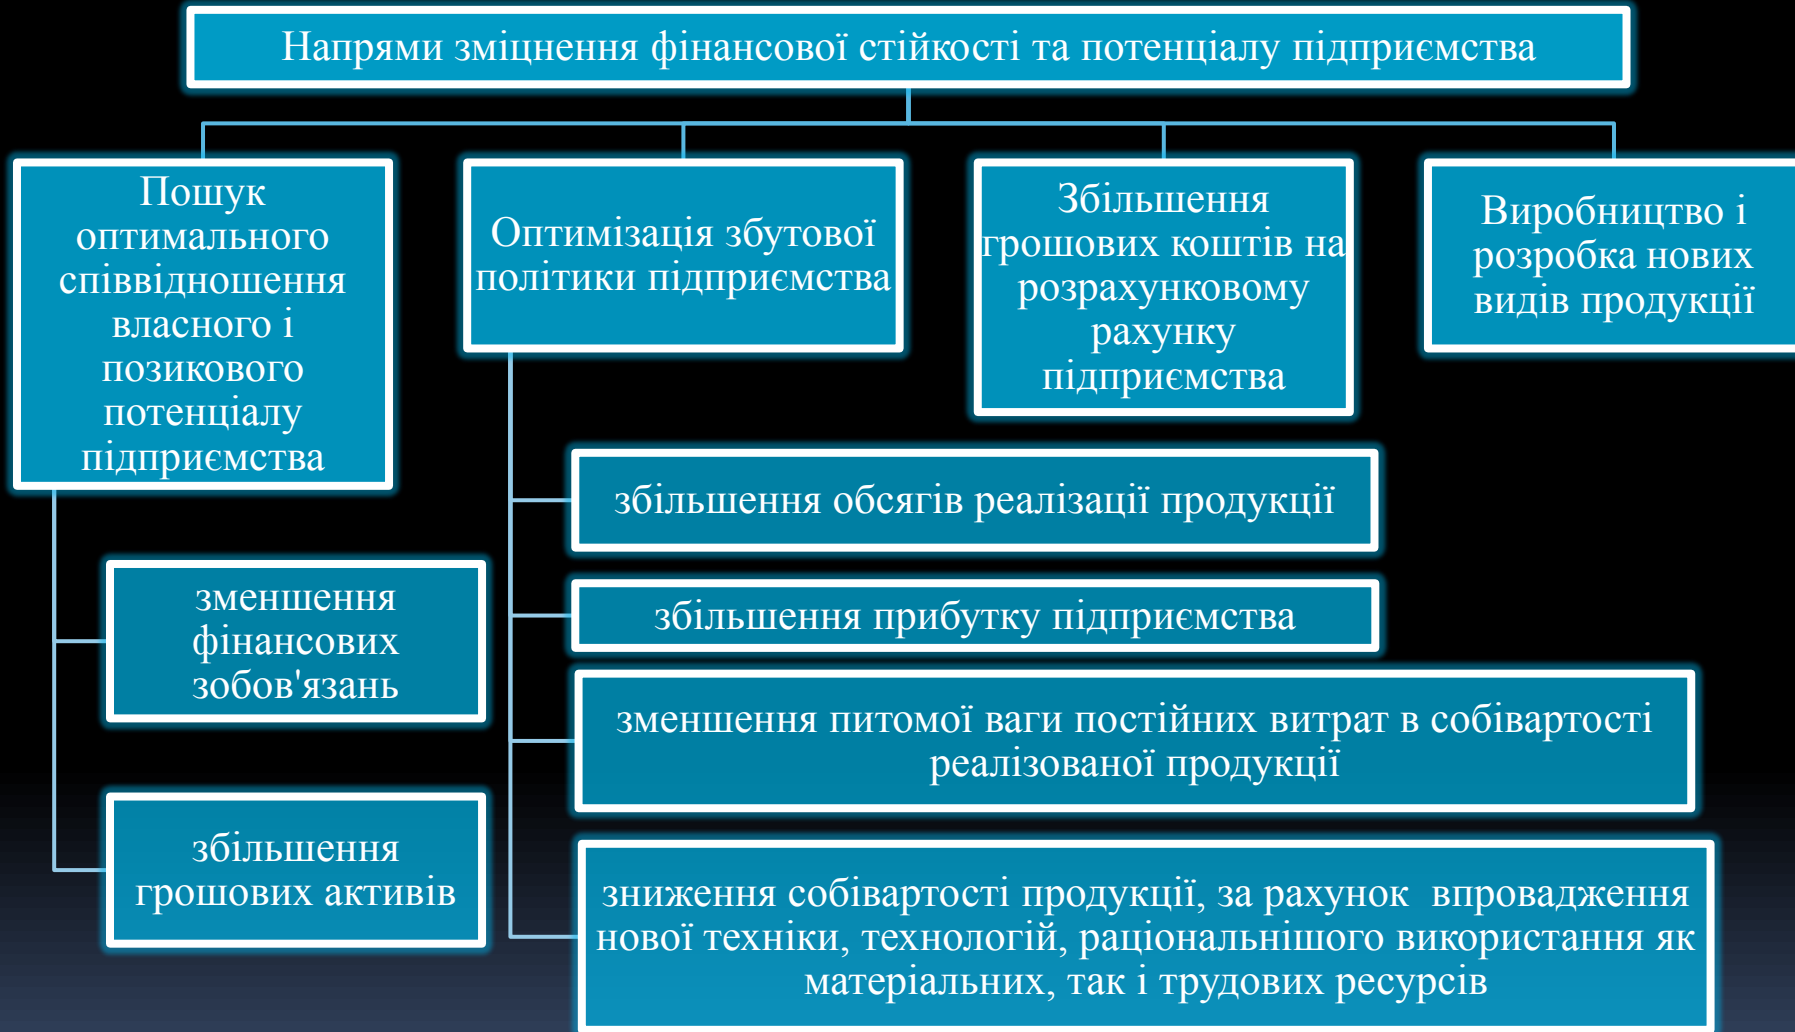 Напрями зміцнення фінансової стійкості та потенціалу підприємства
Пошук
оптимального
співвідношення
власного і
позикового
потенціалу
підприємства
зменшення
фінансових
зобов'язань
збільшення
грошових активів
Оптимізація збутової
політики підприємства
збільшення обсягів реалізації продукції
збільшення прибутку підприємства
зменшення питомої ваги постійних витрат в собівартості
реалізованої продукції
зниження собівартості продукції, за рахунок впровадження
нової техніки, технологій, раціональнішого використання як
матеріальних, так і трудових ресурсів
Збільшення
грошових коштів на
розрахунковому
рахунку
підприємства
Виробництво і
розробка нових
видів продукції